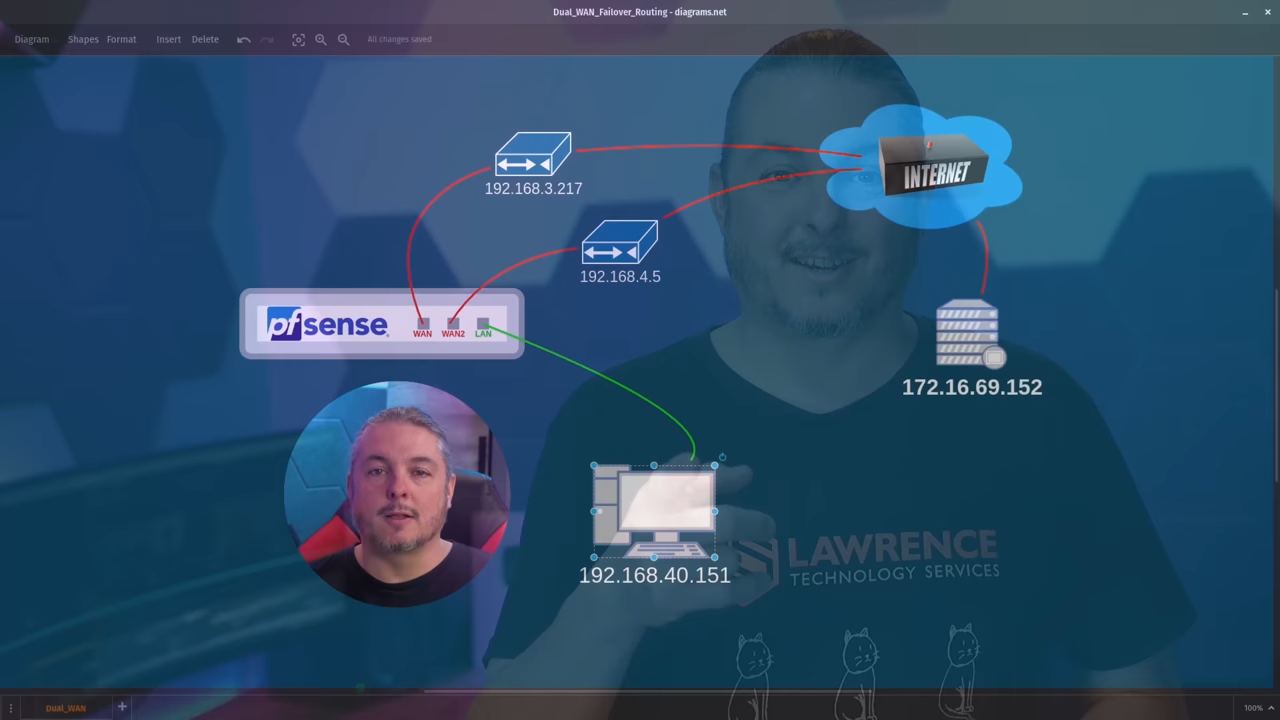 Dual_WAN_Failover_Routing - diagrams.net
Diagram Shapes Format Insert Delete All changes saved
INTERNET
192.168.3.217
192.168.4.5
pfsense
WAN WAN2 LAN
172.16.69.152
LAWRENCE
TECHNOLOGY SERVICES
192.168.40.151
Dual_WAN
100%